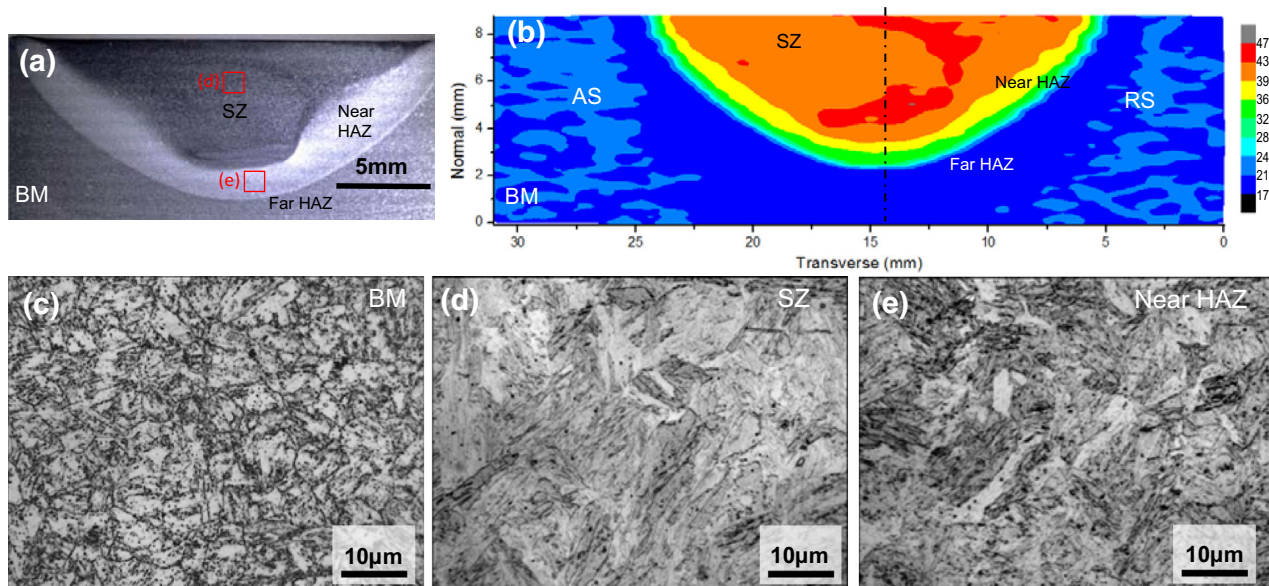 (a)
(d)
SZ
Near
HAZ
(e)
5mm
BM
Far HAZ
(b)
SZ
Near HAZ
AS
RS
Far HAZ
BM
Normal (mm)
8
6
4
2
0
30
25
20
15
10
5
0
Transverse (mm)
47
43
39
36
32
28
24
21
17
(c)
BM
10μm
(d)
SZ
10μm
(e)
Near HAZ
10μm